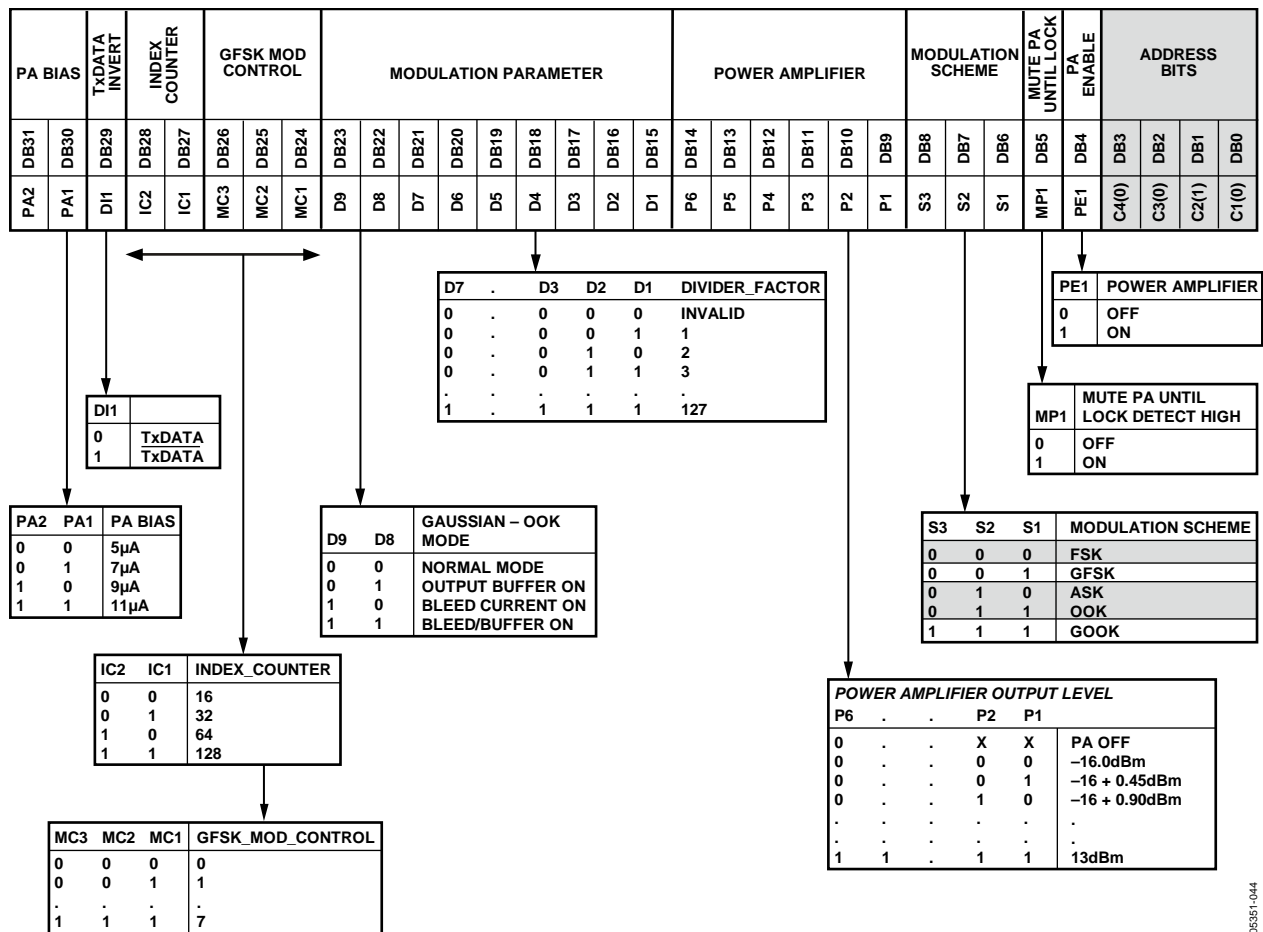 PA BIAS
TxDATA
INVERT
INDEX
COUNTER
GFSK MOD
CONTROL
MODULATION PARAMETER
POWER AMPLIFIER
MODULATION
SCHEME
MUTE PA
UNTIL LOCK
PA
ENABLE
ADDRESS
BITS
DB31 DB30 DB29 DB28 DB27 DB26 DB25 DB24 DB23 DB22 DB21 DB20 DB19 DB18 DB17 DB16 DB15 DB14 DB13 DB12 DB11 DB10 DB9 DB8 DB7 DB6 DB5 DB4 DB3 DB2 DB1 DB0
PA2 PA1 DI1 IC2 IC1 MC3 MC2 MC1 D9 D8 D7 D6 D5 D4 D3 D2 D1 P6 P5 P4 P3 P2 P1 S3 S2 S1 MP1 PE1 C4(0) C3(0) C2(1) C1(0)
D7 . D3 D2 D1 DIVIDER_FACTOR
0 . 0 0 0 INVALID
0 . 0 0 1 1
0 . 0 1 0 2
0 . 0 1 1 3
. . . . . .
1 . 1 1 1 127
PE1 POWER AMPLIFIER
0 OFF
1 ON
DI1
0 TxDATA
1 TxDATA
MUTE PA UNTIL
MP1 LOCK DETECT HIGH
0 OFF
1 ON
PA2 PA1 PA BIAS
0 0 5µA
0 1 7µA
1 0 9µA
1 1 11µA
GAUSSIAN – OOK
D9 D8 MODE
0 0 NORMAL MODE
0 1 OUTPUT BUFFER ON
1 0 BLEED CURRENT ON
1 1 BLEED/BUFFER ON
S3 S2 S1 MODULATION SCHEME
0 0 0 FSK
0 0 1 GFSK
0 1 0 ASK
0 1 1 OOK
1 1 1 GOOK
IC2 IC1 INDEX_COUNTER
0 0 16
0 1 32
1 0 64
1 1 128
POWER AMPLIFIER OUTPUT LEVEL
P6 . . P2 P1
0 . . X X PA OFF
0 . . 0 0 –16.0dBm
0 . . 0 1 –16 + 0.45dBm
0 . . 1 0 –16 + 0.90dBm
. . . . . .
. . . . . .
1 1 . 1 1 13dBm
MC3 MC2 MC1 GFSK_MOD_CONTROL
0 0 0 0
0 0 1 1
. . . .
1 1 1 7
05351-044